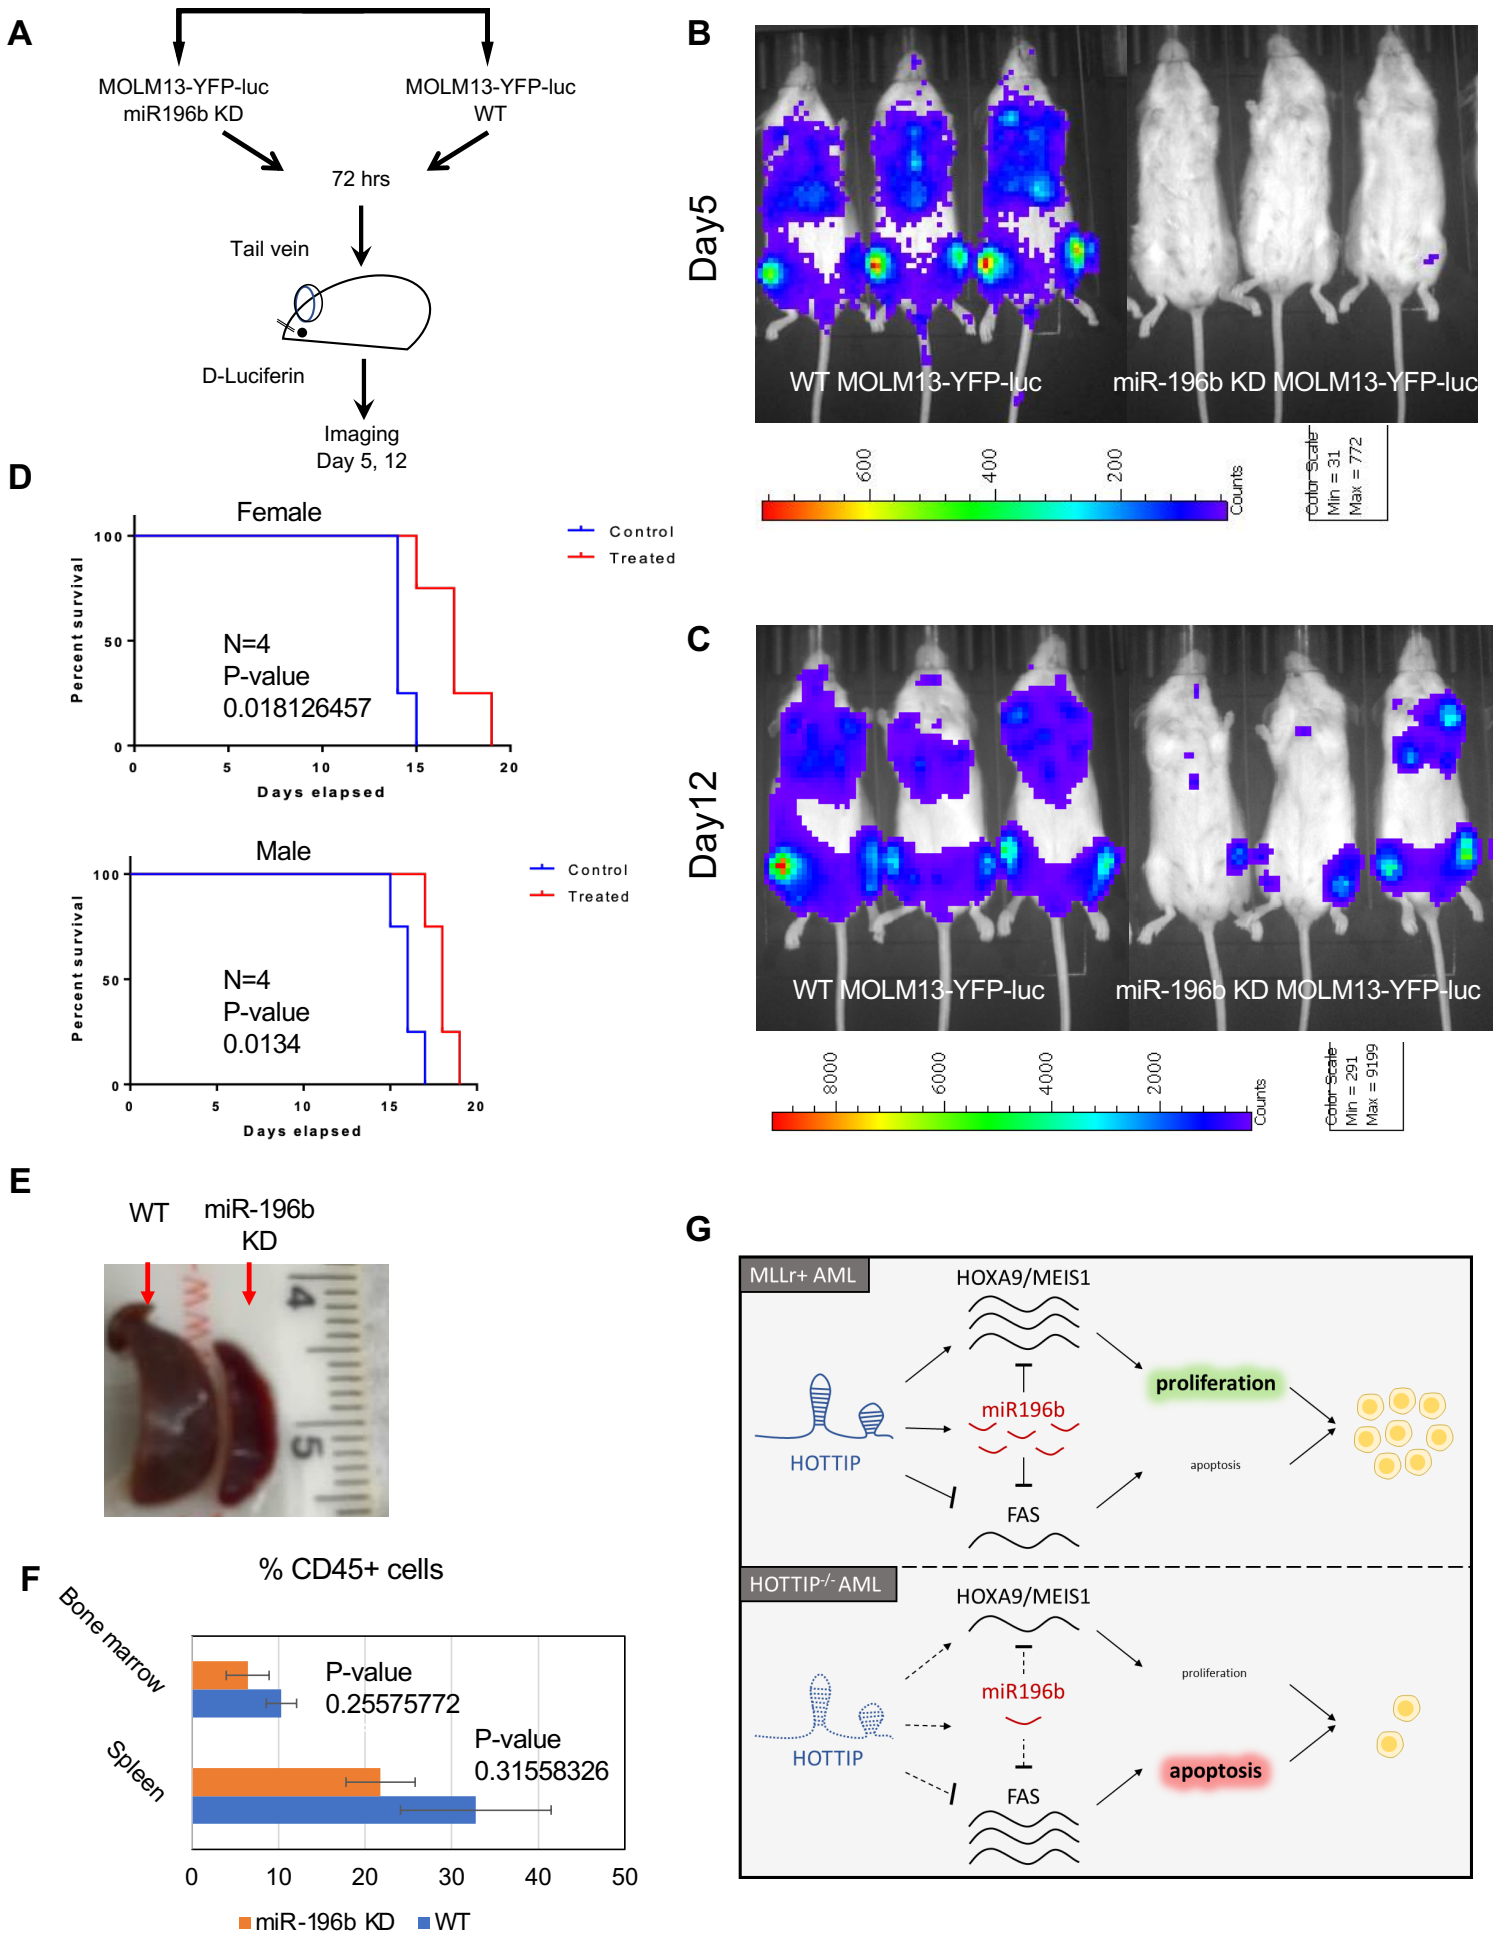 A
MOLM13-YFP-luc
miR196b KD
MOLM13-YFP-luc
WT
72 hrs
Tail vein
D-Luciferin
Imaging
Day 5, 12
B
Day5
WT MOLM13-YFP-luc
miR-196b KD MOLM13-YFP-luc
600
400
200
Counts
Color Scale
Min = 31
Max = 772
C
Day12
WT MOLM13-YFP-luc
miR-196b KD MOLM13-YFP-luc
8000
6000
4000
2000
Counts
Color Scale
Min = 291
Max = 9199
D
Female
Control
Treated
Percent survival
100
50
0
N=4
P-value
0.018126457
0 5 10 15 20
Days elapsed
Male
Control
Treated
Percent survival
100
50
0
N=4
P-value
0.0134
0 5 10 15 20
Days elapsed
E
WT
miR-196b
KD
4
5
F
% CD45+ cells
Bone marrow
P-value
0.25575772
Spleen
P-value
0.31558326
0 10 20 30 40 50
miR-196b KD
WT
G
MLLr+ AML
HOXA9/MEIS1
proliferation
miR196b
HOTTIP
apoptosis
FAS
HOTTIP-/- AML
HOXA9/MEIS1
proliferation
miR196b
HOTTIP
apoptosis
FAS